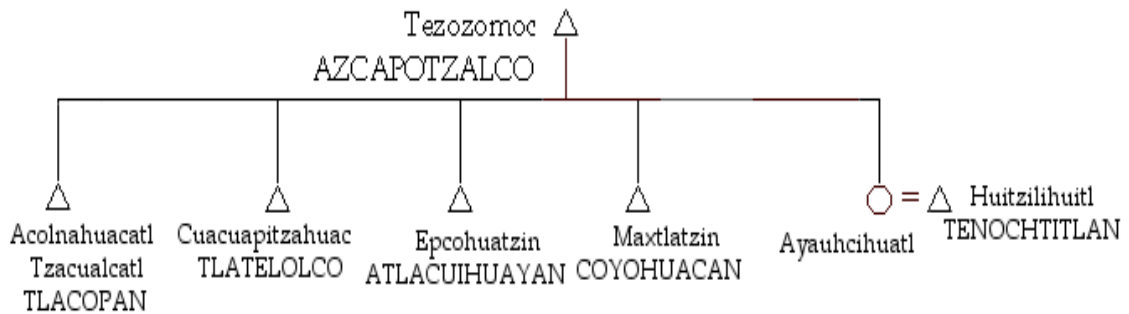 Tezozomoc
AZCAPOTZALCO
Acolnahuacatl
Tzacualcatl
TLACOPAN
Cuacuapitzahuac
TLATELOLCO
Epcohuatzin
ATLACUIHUAYAN
Maxtlatzin
COYOHUACAN
Ayauhcihuatl
=
Huitzilihuitl
TENOCHTITLAN